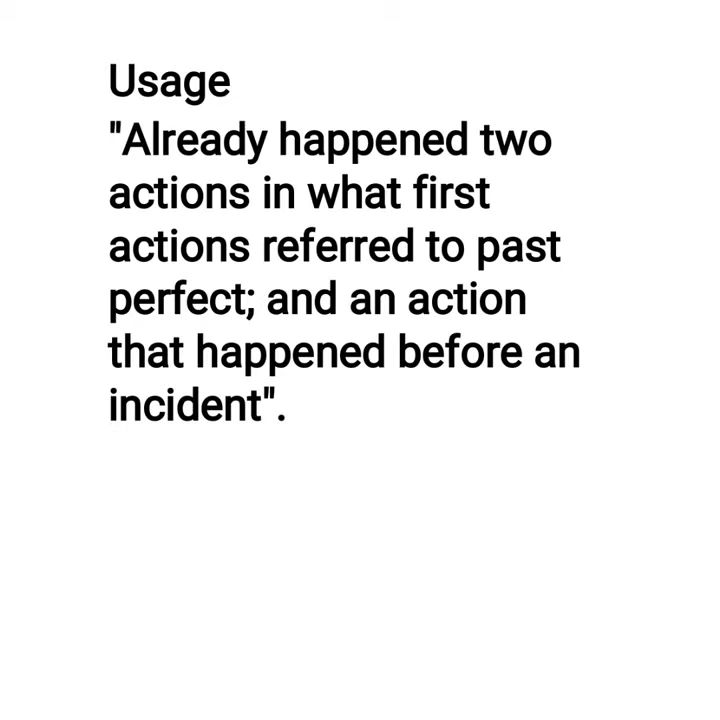 Usage
"Already happened two
actions in what first
actions referred to past
perfect; and an action
that happened before an
incident".